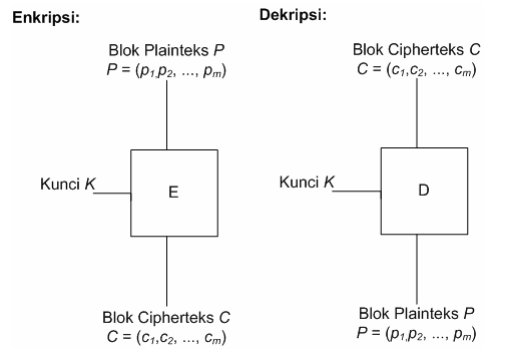 Enkripsi:
Blok Plainteks P
P = (p1,p2, ..., pm)
Kunci K
E
Blok Cipherteks C
C = (c1,c2, ..., cm)
Dekripsi:
Blok Cipherteks C
C = (c1,c2, ..., cm)
Kunci K
D
Blok Plainteks P
P = (p1,p2, ..., pm)